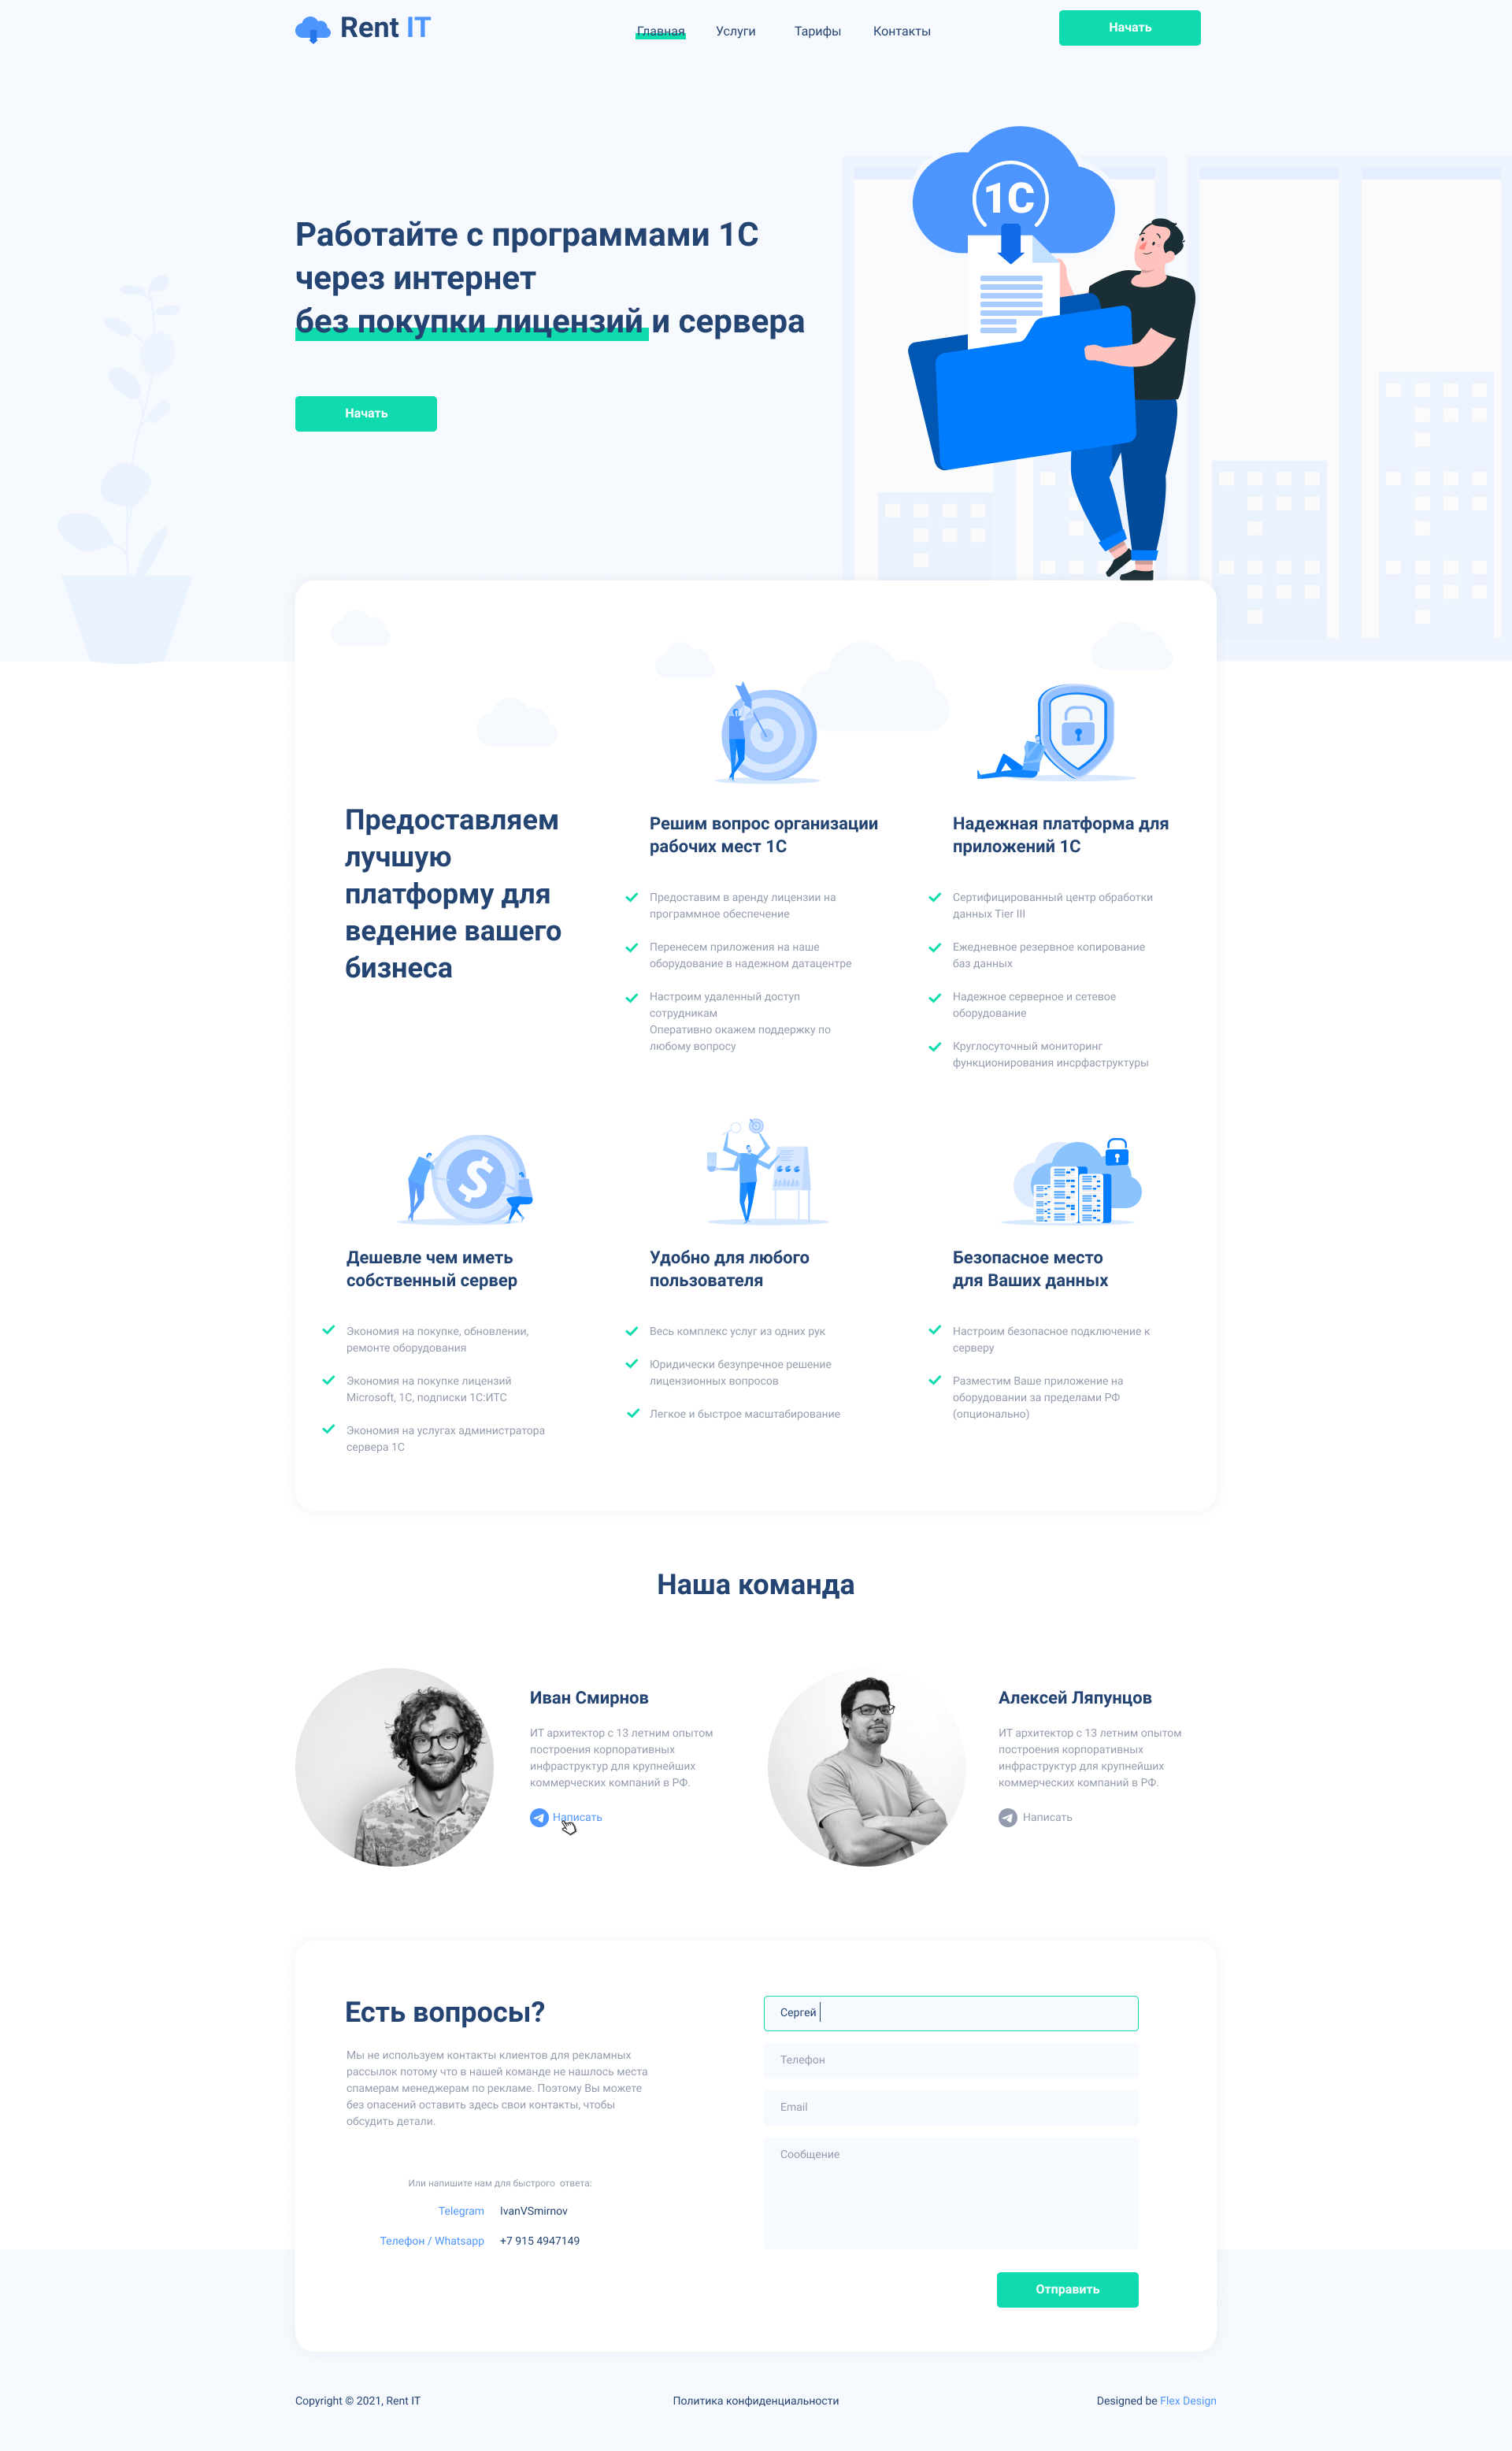 Rent IT
Главная
Услуги
Тарифы
Контакты
Начать
1С
Работайте с программами 1С
через интернет
без покупки лицензий и сервера
Начать
Предоставляем
лучшую
платформу для
ведение вашего
бизнеса
Решим вопрос организации
рабочих мест 1С
Предоставим в аренду лицензии на
программное обеспечение
Перенесем приложения на наше
оборудование в надежном датацентре
Настроим удаленный доступ
сотрудникам
Оперативно окажем поддержку по
любому вопросу
Надежная платформа для
приложений 1С
Сертифицированный центр обработки
данных Tier III
Ежедневное резервное копирование
баз данных
Надежное серверное и сетевое
оборудование
Круглосуточный мониторинг
функционирования инсрфаструктуры
$
Дешевле чем иметь
собственный сервер
Экономия на покупке, обновлении,
ремонте оборудования
Экономия на покупке лицензий
Microsoft, 1С, подписки 1С:ИТС
Экономия на услугах администратора
сервера 1С
Удобно для любого
пользователя
Весь комплекс услуг из одних рук
Юридически безупречное решение
лицензионных вопросов
Легкое и быстрое масштабирование
Безопасное место
для Ваших данных
Настроим безопасное подключение к
серверу
Разместим Ваше приложение на
оборудовании за пределами РФ
(опционально)
Наша команда
Иван Смирнов
ИТ архитектор с 13 летним опытом
построения корпоративных
инфраструктур для крупнейших
коммерческих компаний в РФ.
Написать
Алексей Ляпунцов
ИТ архитектор с 13 летним опытом
построения корпоративных
инфраструктур для крупнейших
коммерческих компаний в РФ.
Написать
Есть вопросы?
Мы не используем контакты клиентов для рекламных
рассылок потому что в нашей команде не нашлось места
спамерам менеджерам по рекламе. Поэтому Вы можете
без опасений оставить здесь свои контакты, чтобы
обсудить детали.
Или напишите нам для быстрого  ответа:
Telegram IvanVSmirnov
Телефон / Whatsapp +7 915 4947149
Сергей
Телефон
Email
Сообщение
Отправить
Copyright © 2021, Rent IT
Политика конфиденциальности
Designed be Flex Design